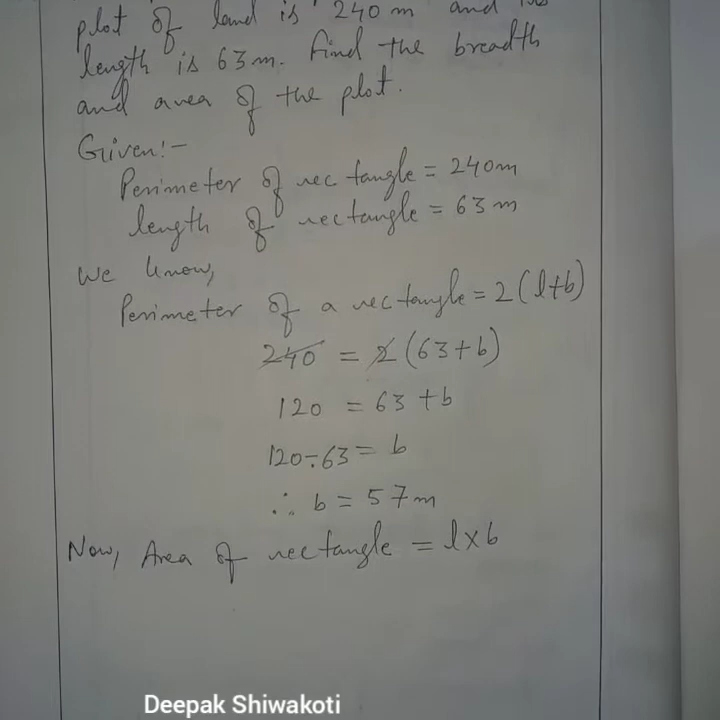 plot of land is 240 m and its
length is 63 m. find the breadth
and area of the plot.
Given:-
Perimeter of rectangle = 240m
length of rectangle = 63 m
We know,
Perimeter of a rectangle = 2 (l+b)
240 = 2 (63+b)
120 = 63 + b
120÷63 = b
∴ b = 57m
Now, Area of rectangle = l×b
Deepak Shiwakoti